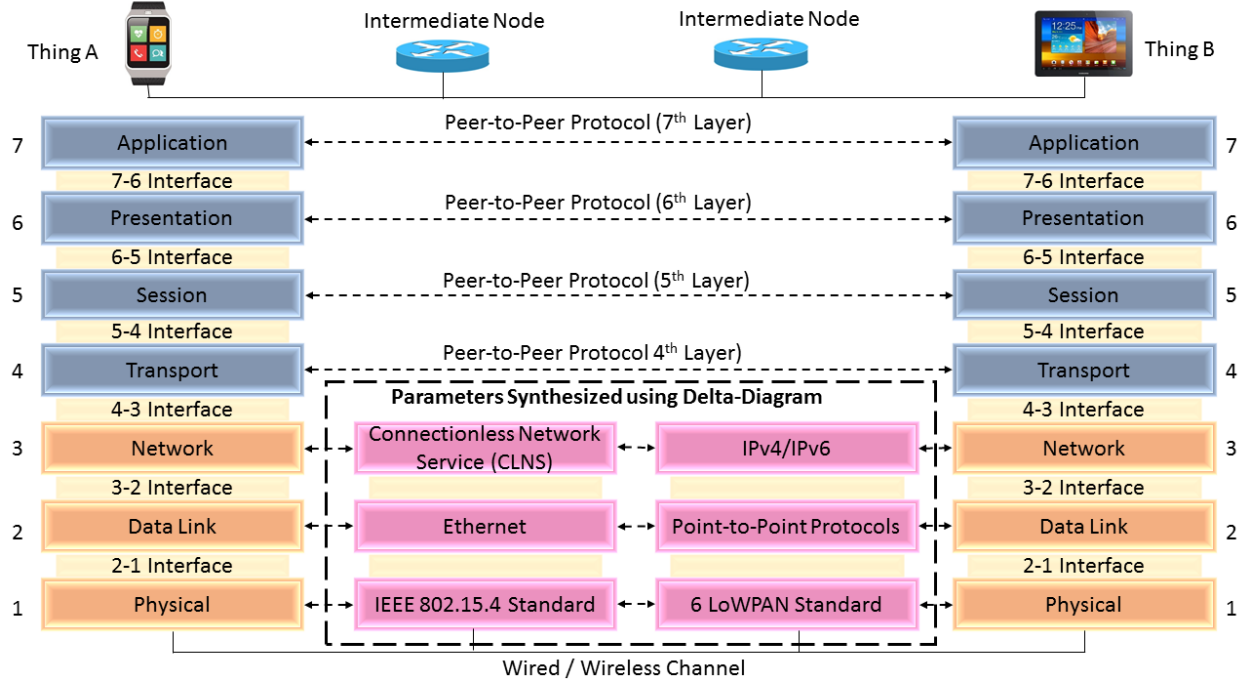 Intermediate Node
Intermediate Node
Thing A
12:25
Thing B
Peer-to-Peer Protocol (7th Layer)
7
Application
Application
7
7-6 Interface
7-6 Interface
Peer-to-Peer Protocol (6th Layer)
6
Presentation
Presentation
6
6-5 Interface
6-5 Interface
Peer-to-Peer Protocol (5th Layer)
5
Session
Session
5
5-4 Interface
5-4 Interface
Peer-to-Peer Protocol 4th Layer)
4
Transport
Transport
4
Parameters Synthesized using Delta-Diagram
4-3 Interface
4-3 Interface
3
Network
Connectionless Network
Service (CLNS)
IPv4/IPv6
Network
3
3-2 Interface
3-2 Interface
2
Data Link
Ethernet
Point-to-Point Protocols
Data Link
2
2-1 Interface
2-1 Interface
1
Physical
IEEE 802.15.4 Standard
6 LoWPAN Standard
Physical
1
Wired / Wireless Channel